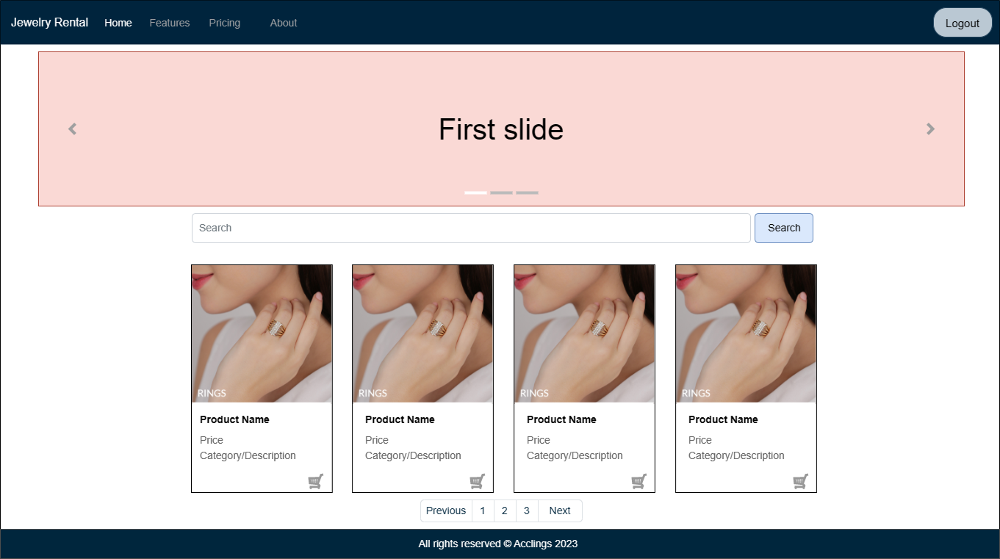 Jewelry Rental Home Features Pricing About Logout
First slide
Search Search
RINGS RINGS RINGS RINGS
Product Name Product Name Product Name Product Name
Price Price Price Price
Category/Description Category/Description Category/Description Category/Description
Previous 1 2 3 Next
All rights reserved © Acclings 2023